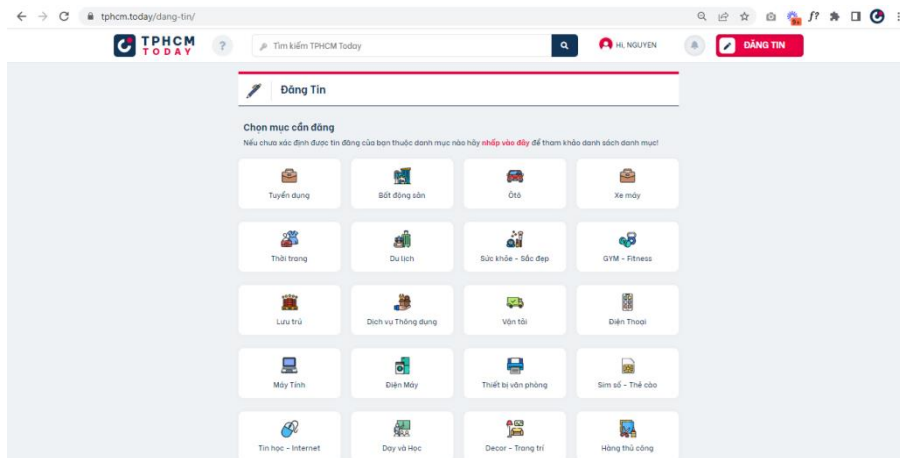 tphcm.today/dang-tin/
TPHCM
TODAY
?
Tìm kiếm TPHCM Today
HI, NGUYEN
ĐĂNG TIN
Đăng Tin
Chọn mục cần đăng
Nếu chưa xác định được tin đăng của bạn thuộc danh mục nào hãy nhấp vào đây để tham khảo danh sách danh mục!
Tuyển dụng
Bất động sản
Ôtô
Xe máy
Thời trang
Du lịch
Sức khỏe - Sắc đẹp
GYM - Fitness
Lưu trú
Dịch vụ Thông dụng
Vận tải
Điện Thoại
Máy Tính
Điện Máy
Thiết bị văn phòng
Sim số - Thẻ cào
Tin học - Internet
Dạy và Học
Decor - Trang trí
Hàng thủ công